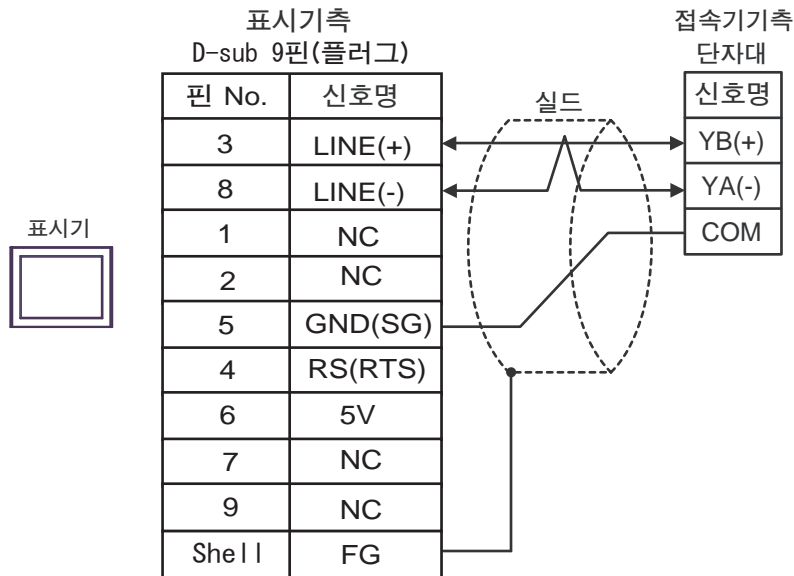 표시기측
D-sub 9핀(플러그)
핀 No. 신호명
3 LINE(+)
8 LINE(-)
1 NC
2 NC
5 GND(SG)
4 RS(RTS)
6 5V
7 NC
9 NC
Shell FG
표시기
실드
접속기기측
단자대
신호명
YB(+)
YA(-)
COM